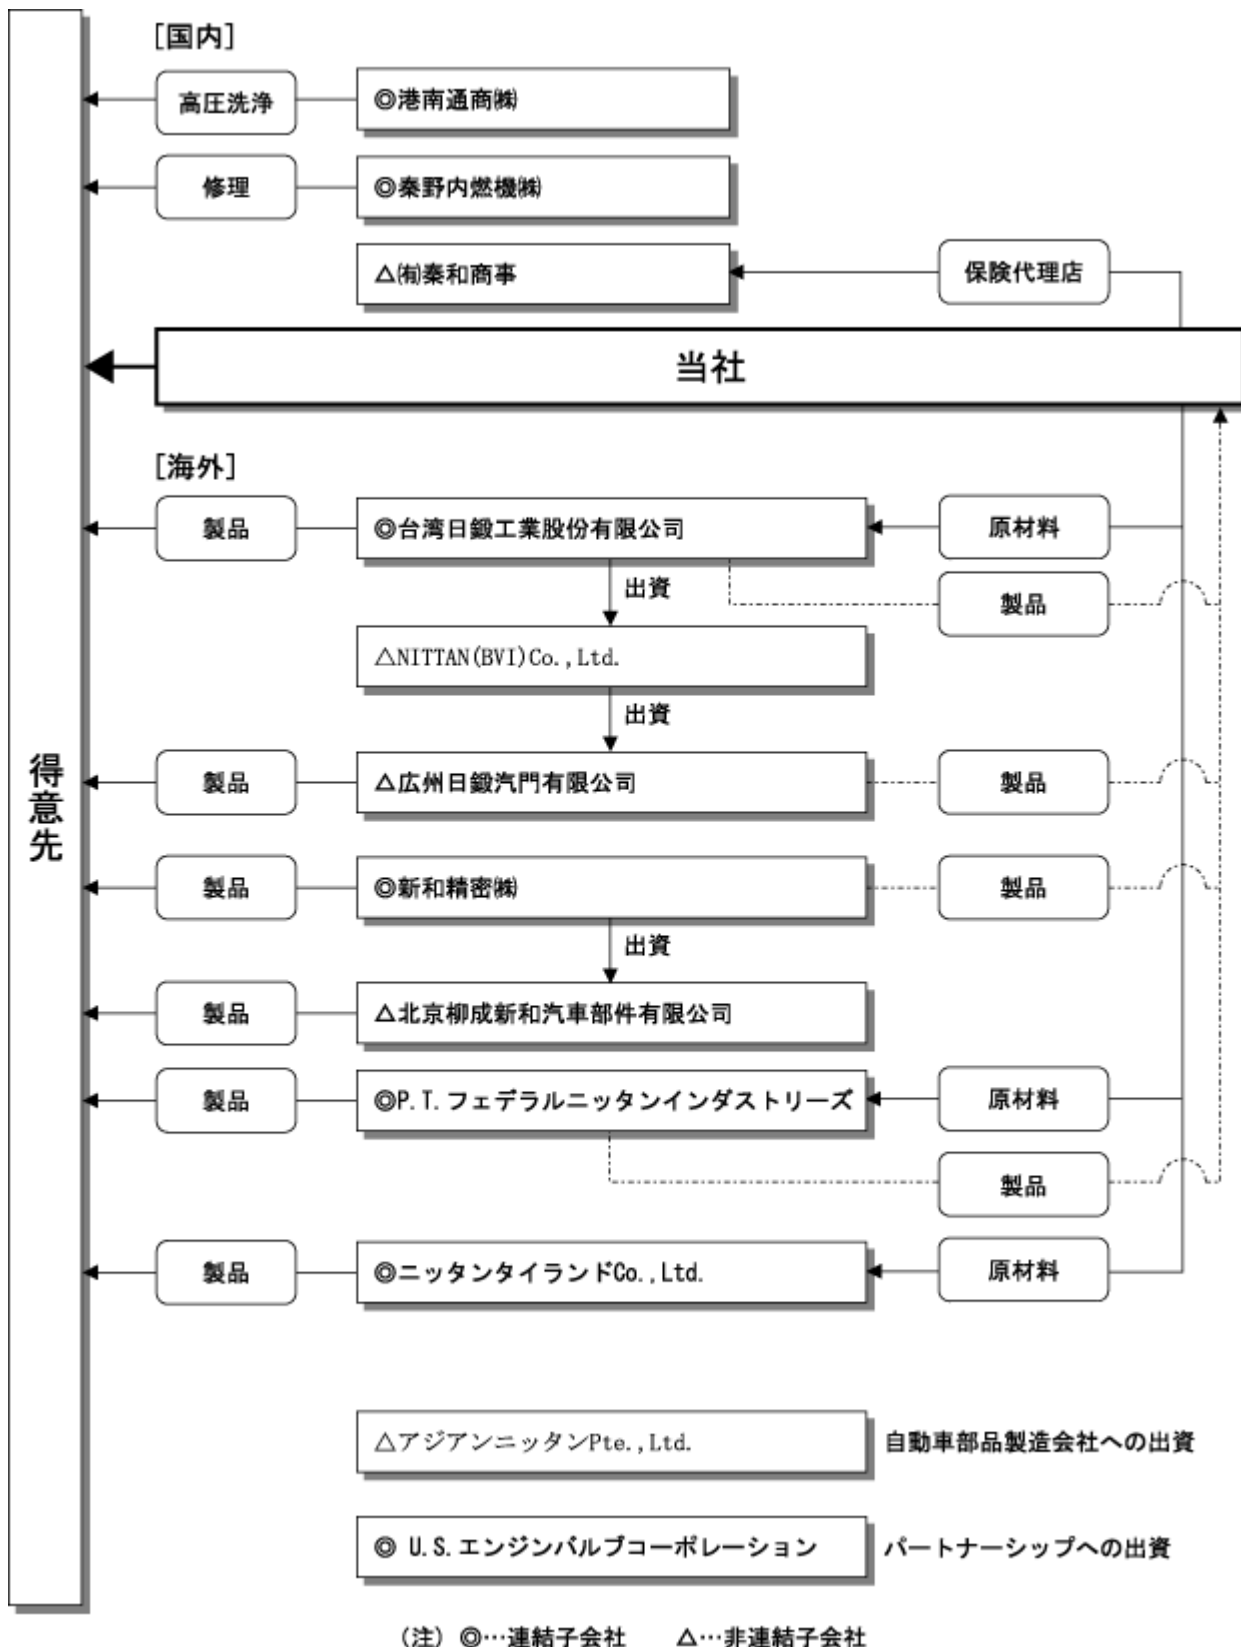 [国内]
高圧洗浄
◎港南通商㈱
修理
◎秦野内燃機㈱
△㈲秦和商事
保険代理店
当社
[海外]
製品
◎台湾日鍛工業股份有限公司
原材料
出資
製品
△NITTAN(BVI)Co.,Ltd.
出資
得意先
製品
△広州日鍛汽門有限公司
製品
製品
◎新和精密㈱
製品
出資
製品
△北京柳成新和汽車部件有限公司
製品
◎P.T.フェデラルニッタンインダストリーズ
原材料
製品
製品
◎ニッタンタイランドCo.,Ltd.
原材料
△アジアンニッタンPte.,Ltd.
自動車部品製造会社への出資
◎ U.S.エンジンバルブコーポレーション
パートナーシップへの出資
(注) ◎…連結子会社 △…非連結子会社